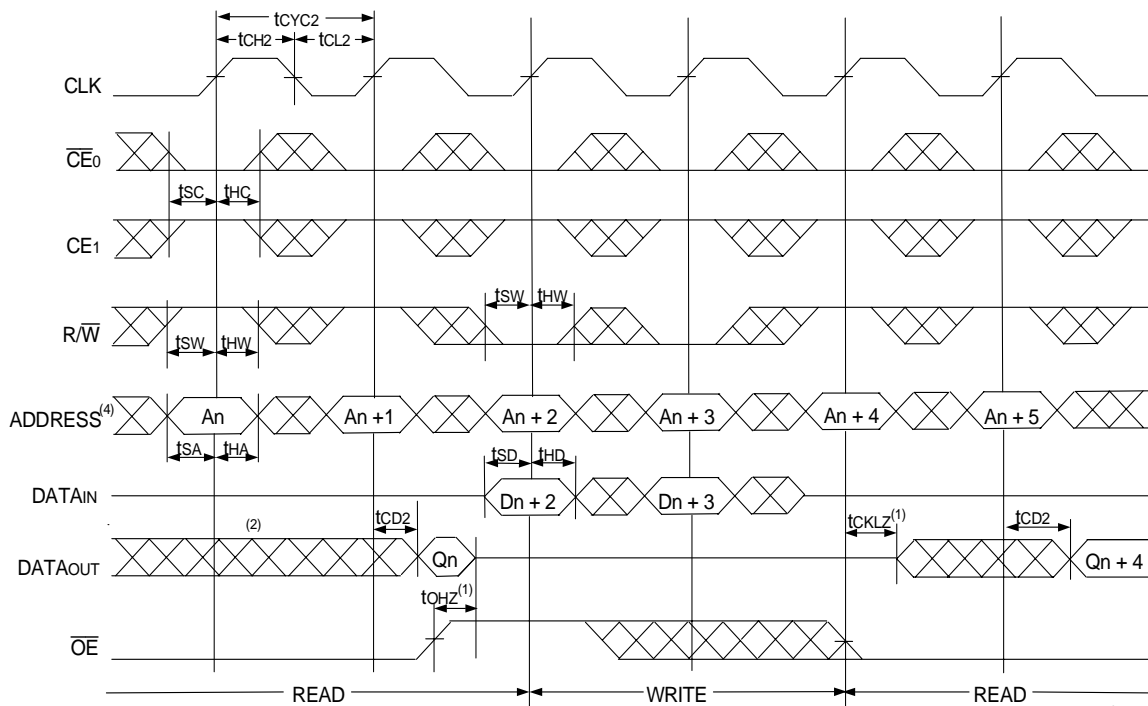 tCYC2
tCH2 tCL2
CLK
CE0
tSC tHC
CE1
tSW tHW
R/W
tSW tHW
ADDRESS(4) An An +1 An + 2 An + 3 An + 4 An + 5
tSA tHA tSD tHD
DATAIN Dn + 2 Dn + 3
(2) tCD2 tCKLZ(1) tCD2
DATAOUT Qn Qn + 4
tOHZ(1)
OE
READ WRITE READ